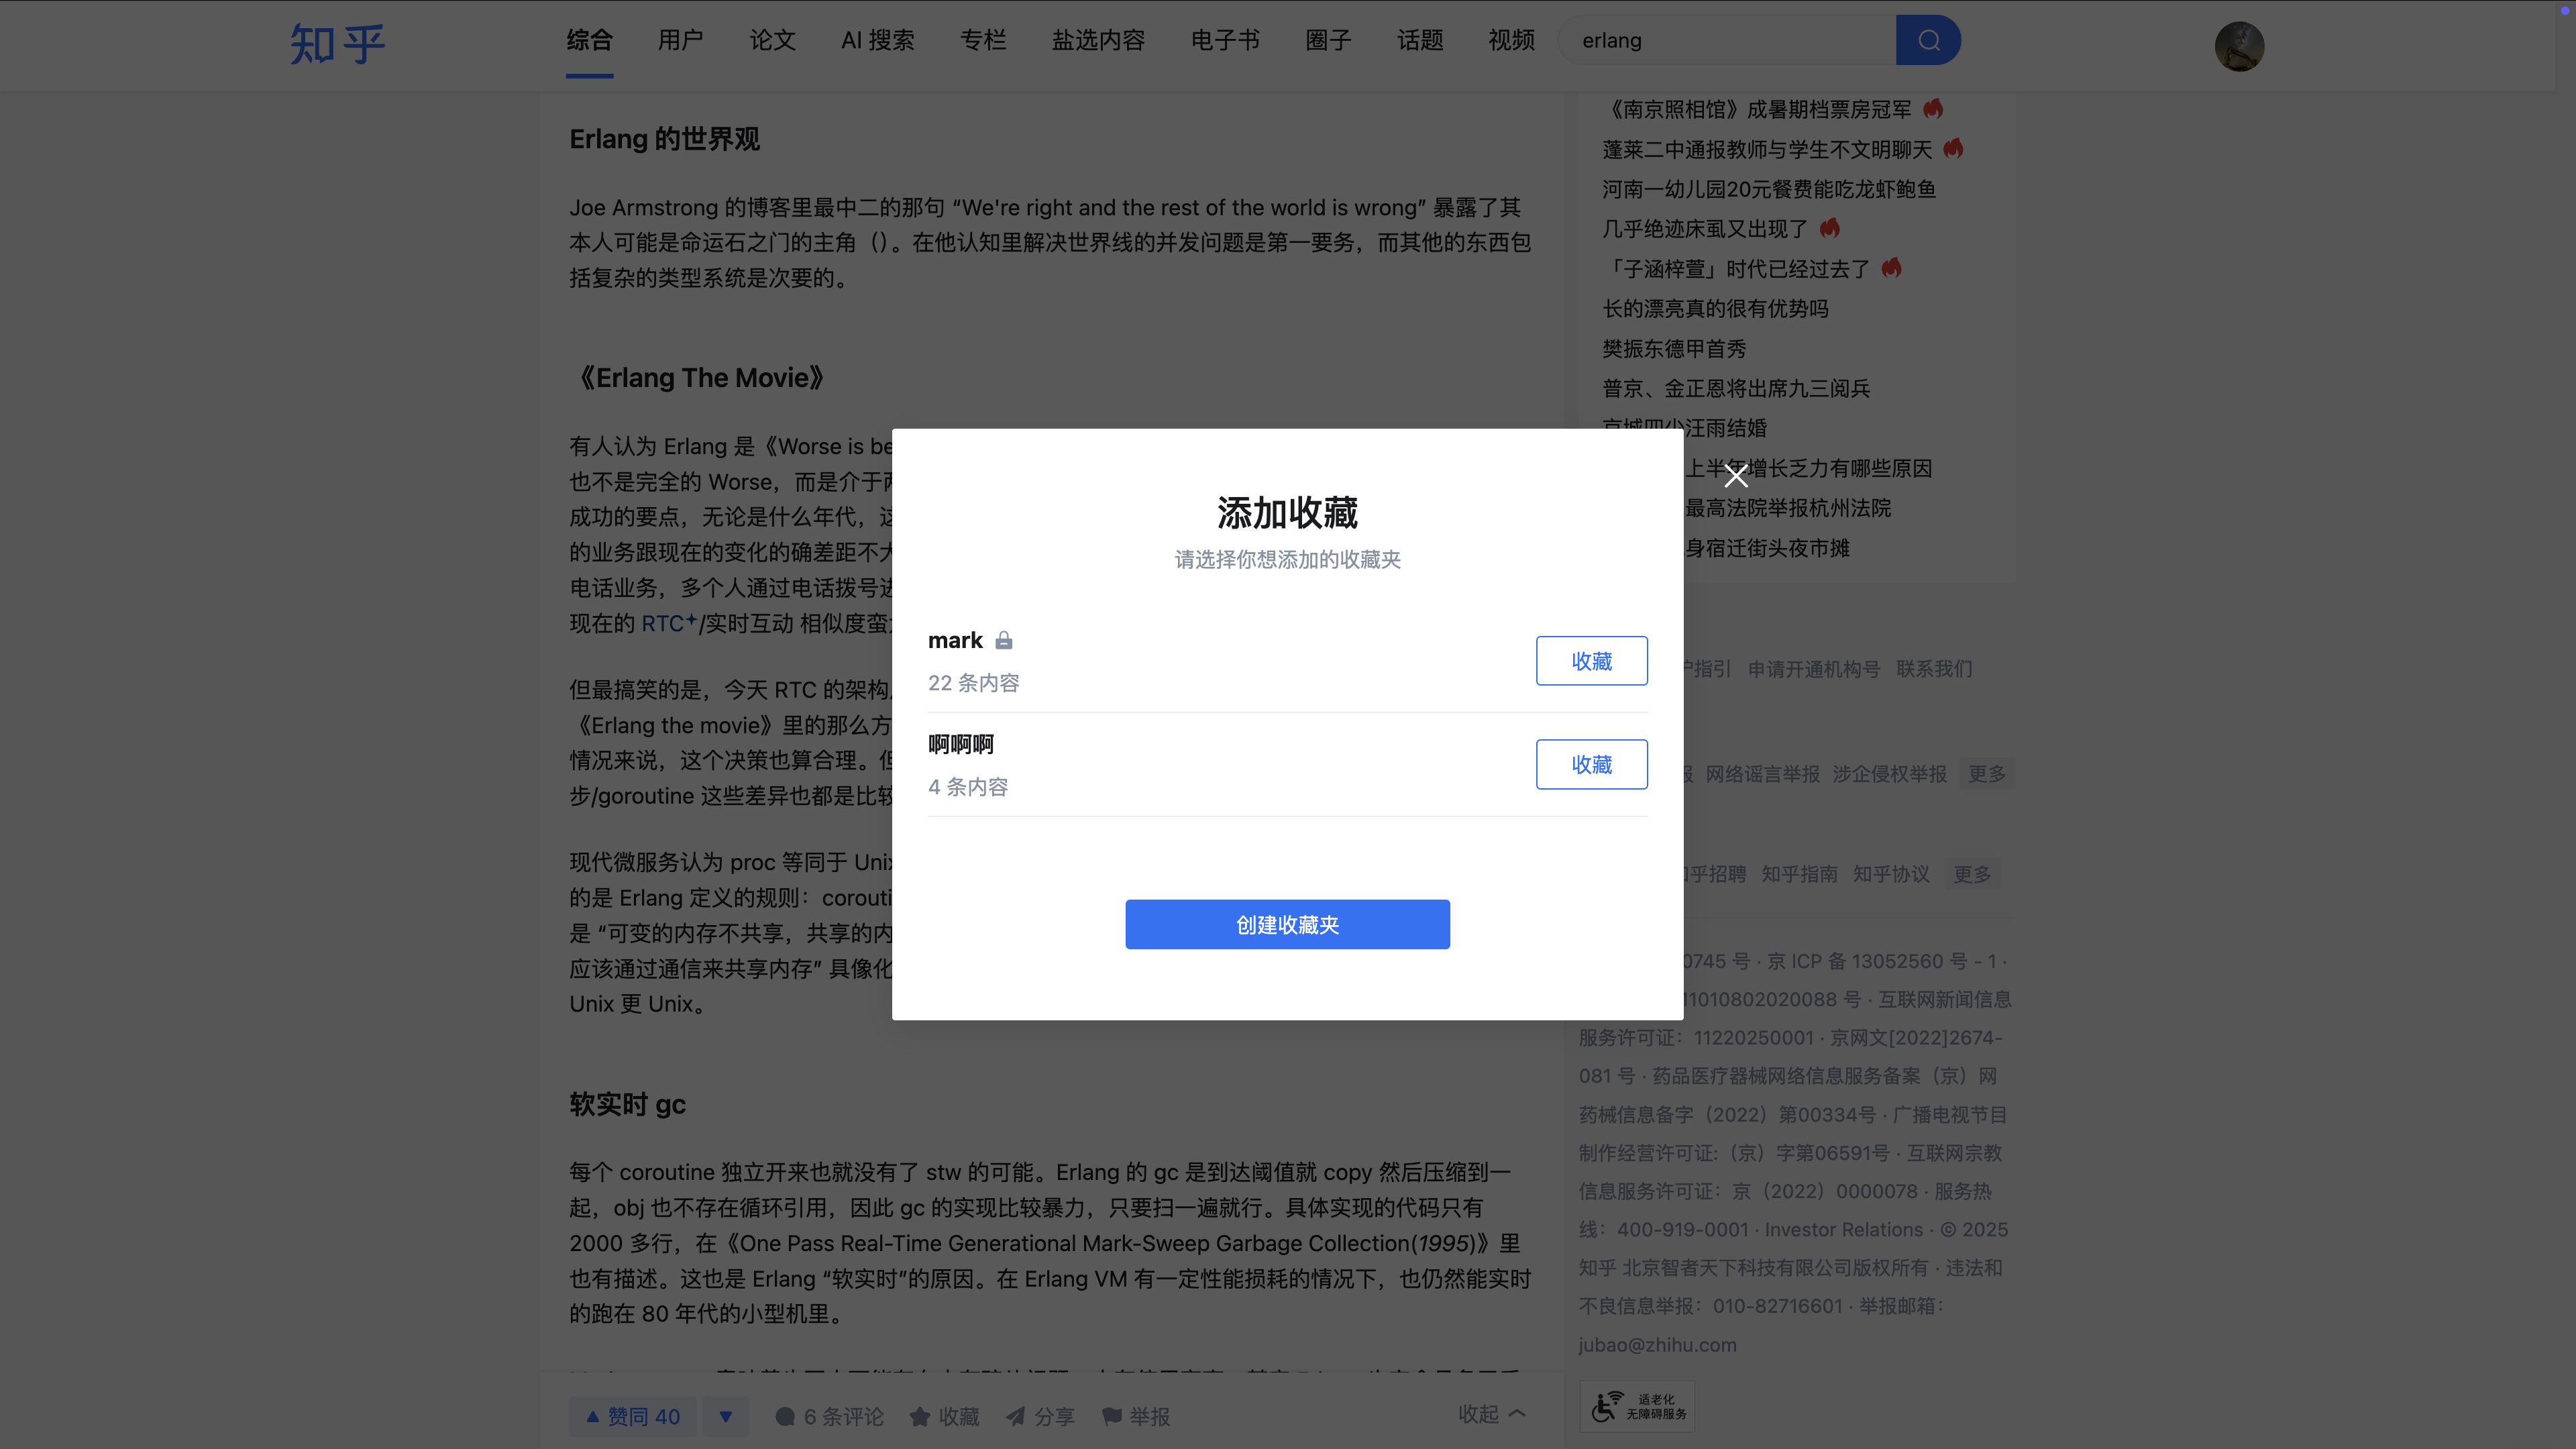 知乎
综合 用户 论文 AI 搜索 专栏 盐选内容 电子书 圈子 话题 视频
erlang
Erlang 的世界观
Joe Armstrong 的博客里最中二的那句 “We're right and the rest of the world is wrong” 暴露了其
本人可能是命运石之门的主角（）。在他认知里解决世界线的并发问题是第一要务，而其他的东西包
括复杂的类型系统是次要的。
《Erlang The Movie》
有人认为 Erlang 是《Worse is be
也不是完全的 Worse，而是介于
成功的要点，无论是什么年代，
的业务跟现在的变化的确差距不
电话业务，多个人通过电话拨号
现在的 RTC/实时互动 相似度蛮
但最搞笑的是，今天 RTC 的架构
《Erlang the movie》里的那么方
情况来说，这个决策也算合理。
步/goroutine 这些差异也都是比
现代微服务认为 proc 等同于 Uni
的是 Erlang 定义的规则：corouti
是 “可变的内存不共享，共享的内
应该通过通信来共享内存” 具像化
Unix 更 Unix。
软实时 gc
每个 coroutine 独立开来也就没有了 stw 的可能。Erlang 的 gc 是到达阈值就 copy 然后压缩到一
起，obj 也不存在循环引用，因此 gc 的实现比较暴力，只要扫一遍就行。具体实现的代码只有
2000 多行，在《One Pass Real-Time Generational Mark-Sweep Garbage Collection(1995)》里
也有描述。这也是 Erlang “软实时”的原因。在 Erlang VM 有一定性能损耗的情况下，也仍然能实时
的跑在 80 年代的小型机里。
赞同 40 6 条评论 收藏 分享 举报 收起
添加收藏
请选择你想添加的收藏夹
mark
22 条内容
收藏
啊啊啊
4 条内容
收藏
创建收藏夹
《南京照相馆》成暑期档票房冠军
蓬莱二中通报教师与学生不文明聊天
河南一幼儿园20元餐费能吃龙虾鲍鱼
几乎绝迹床虱又出现了
「子涵梓萱」时代已经过去了
长的漂亮真的很有优势吗
樊振东德甲首秀
普京、金正恩将出席九三阅兵
京城四少汪雨结婚
上半年增长乏力有哪些原因
最高法院举报杭州法院
身宿迁街头夜市摊
指引 申请开通机构号 联系我们
网络谣言举报 涉企侵权举报 更多
乎招聘 知乎指南 知乎协议 更多
0745 号 · 京 ICP 备 13052560 号 - 1 ·
11010802020088 号 · 互联网新闻信息
服务许可证：11220250001 · 京网文[2022]2674-
081 号 · 药品医疗器械网络信息服务备案（京）网
药械信息备字（2022）第00334号 · 广播电视节目
制作经营许可证:（京）字第06591号 · 互联网宗教
信息服务许可证：京（2022）0000078 · 服务热
线：400-919-0001 · Investor Relations · © 2025
知乎 北京智者天下科技有限公司版权所有 · 违法和
不良信息举报：010-82716601 · 举报邮箱：
jubao@zhihu.com
适老化
无障碍服务